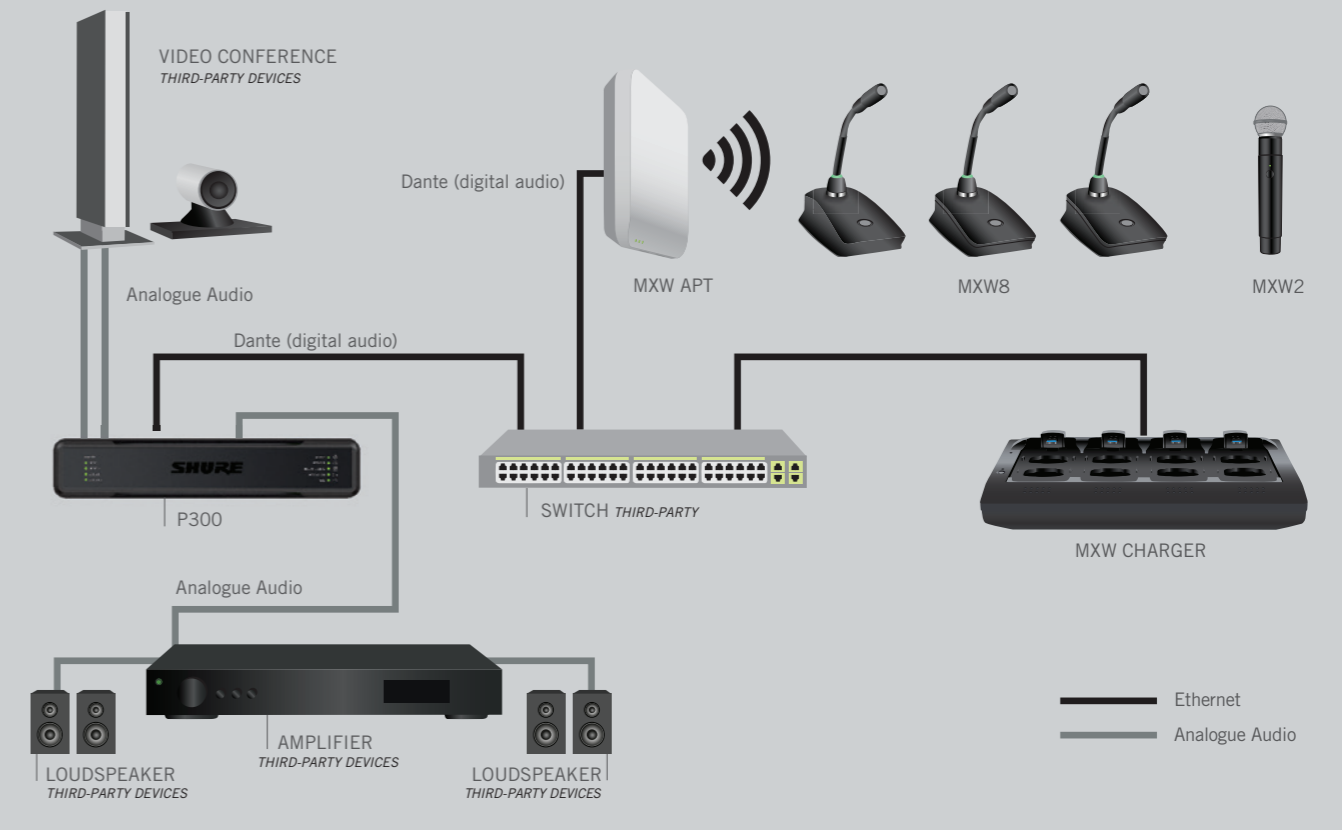 VIDEO CONFERENCE
THIRD-PARTY DEVICES
Dante (digital audio)
MXW APT
MXW8
MXW2
Analogue Audio
Dante (digital audio)
SHURE
P300
SWITCH THIRD-PARTY
MXW CHARGER
Analogue Audio
Ethernet
Analogue Audio
AMPLIFIER
THIRD-PARTY DEVICES
LOUDSPEAKER
THIRD-PARTY DEVICES
LOUDSPEAKER
THIRD-PARTY DEVICES